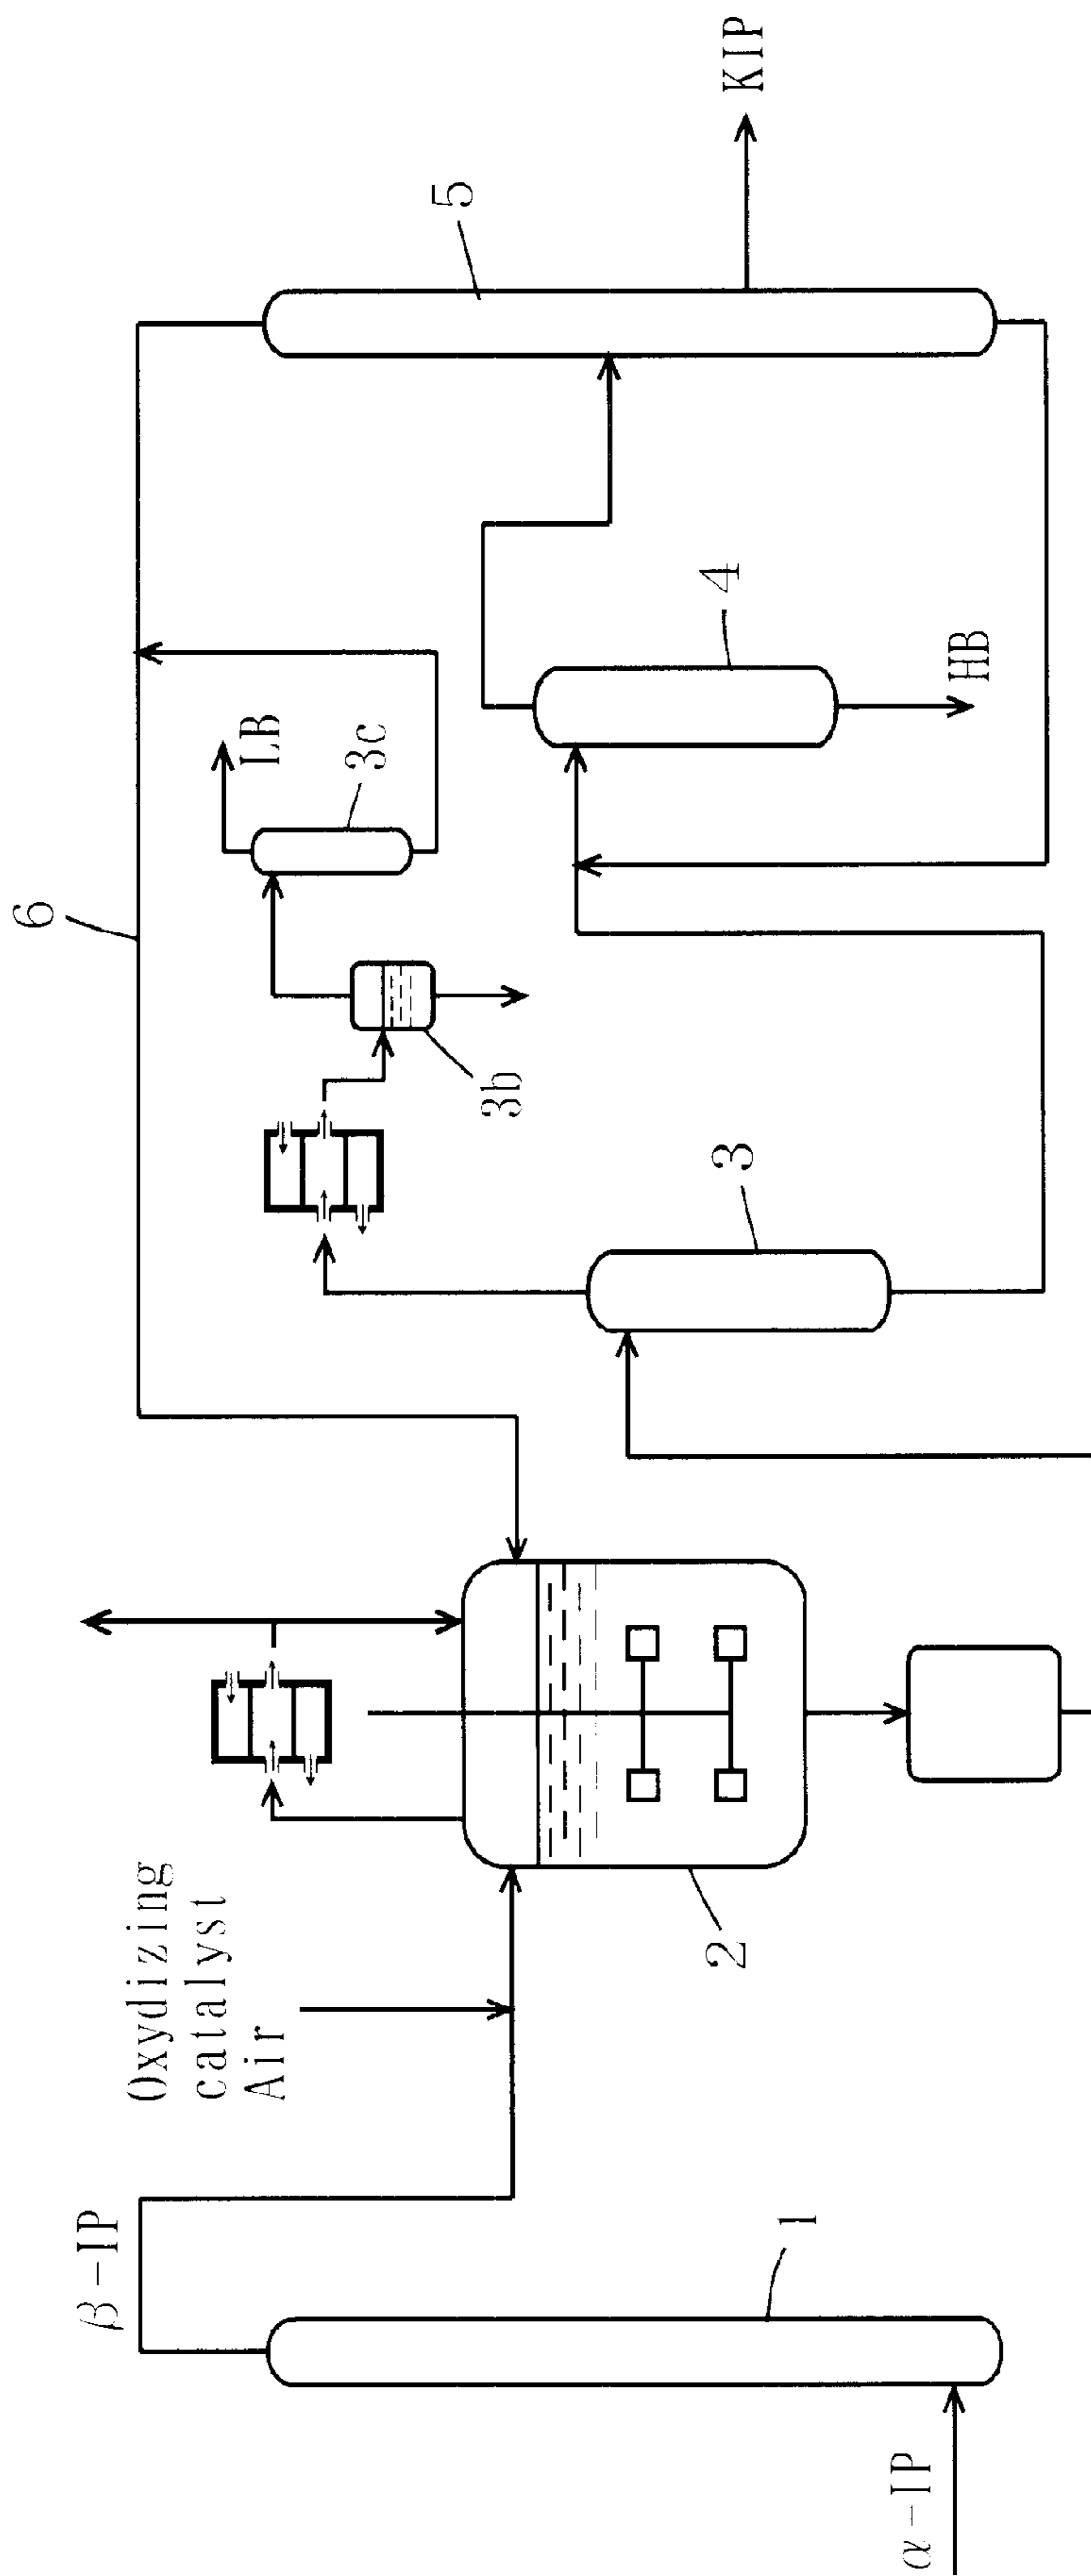 α-IP
β-IP
1
Oxydizing
catalyst
Air
2
3
3b
3c
LB
4
HB
5
6
KIP